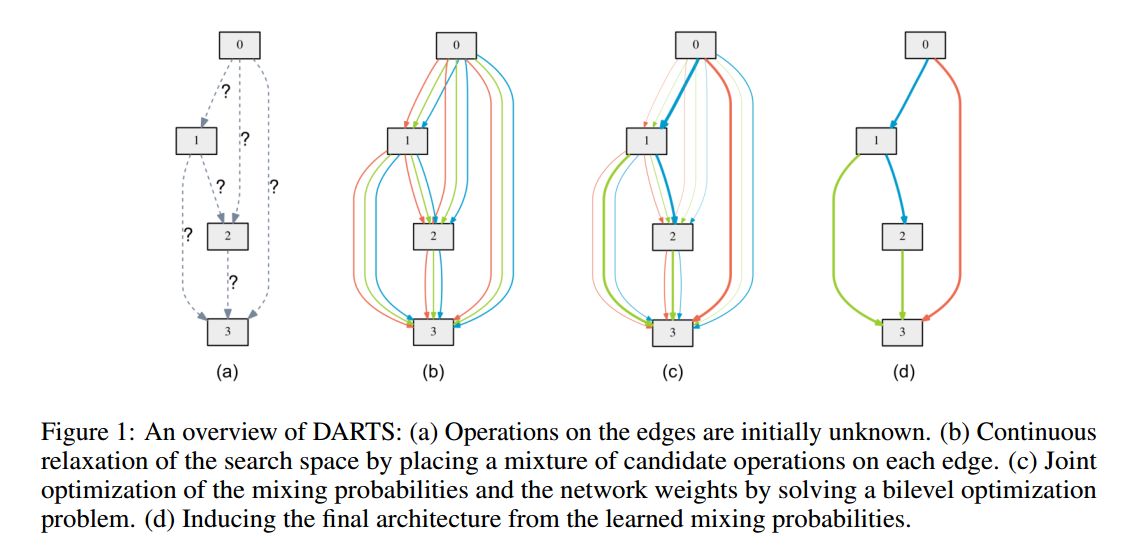 0 0 0 0
?
1 ? 1 1 1
? ?
? 2 2 2 2
?
3 3 3 3
(a) (b) (c) (d)
Figure 1: An overview of DARTS: (a) Operations on the edges are initially unknown. (b) Continuous
relaxation of the search space by placing a mixture of candidate operations on each edge. (c) Joint
optimization of the mixing probabilities and the network weights by solving a bilevel optimization
problem. (d) Inducing the final architecture from the learned mixing probabilities.